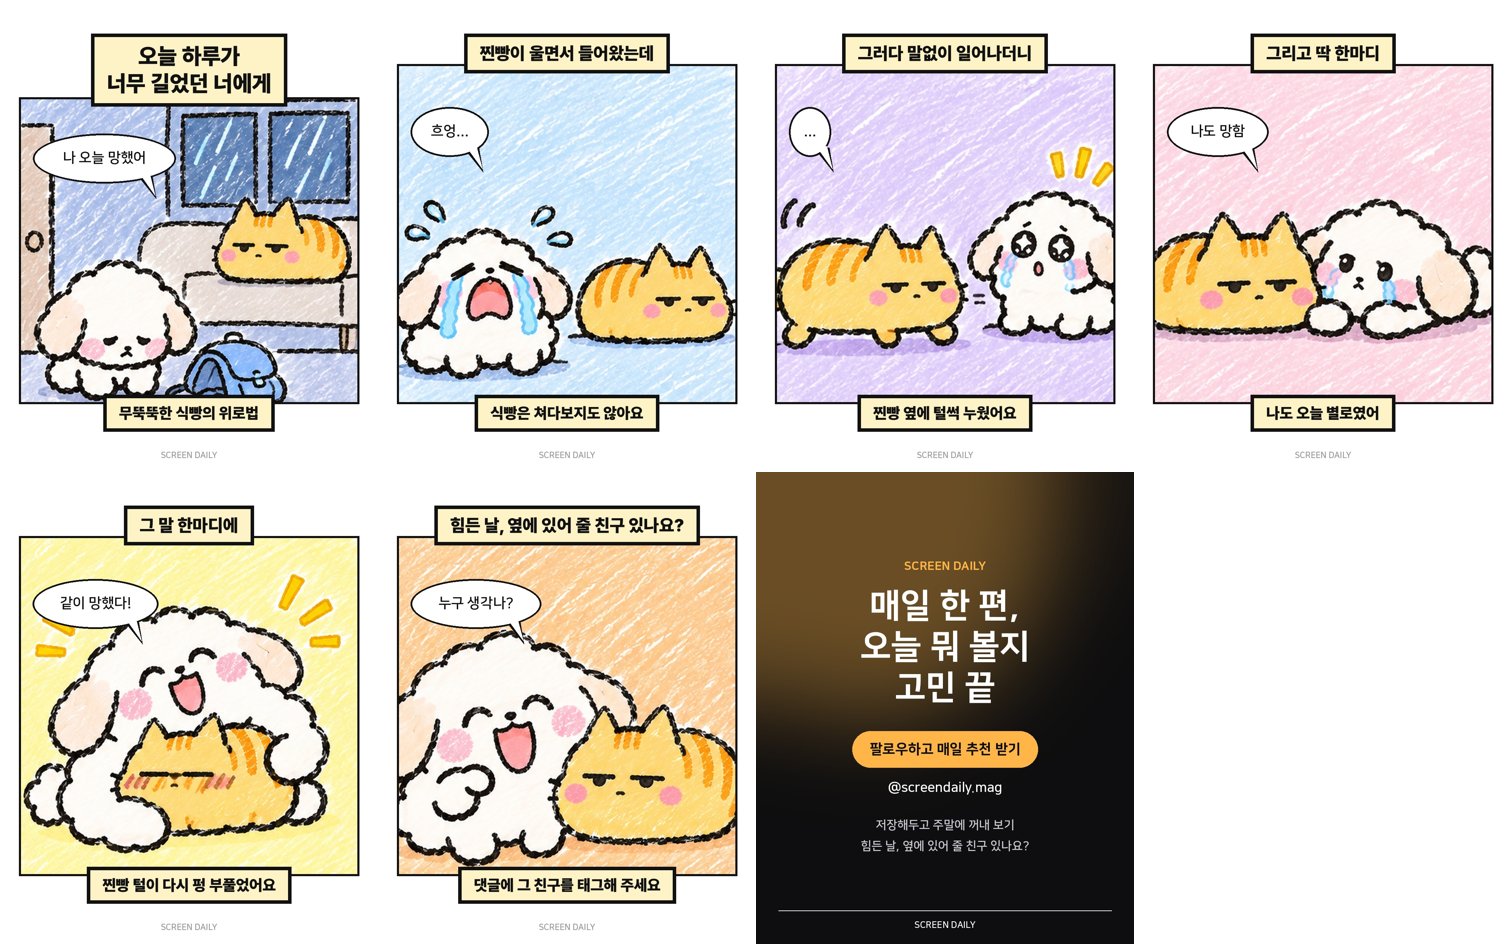 오늘 하루가
너무 길었던 너에게
나 오늘 망했어
무뚝뚝한 식빵의 위로법
SCREEN DAILY
찐빵이 울면서 들어왔는데
흐엉...
식빵은 쳐다보지도 않아요
SCREEN DAILY
그러다 말없이 일어나더니
...
찐빵 옆에 털썩 누웠어요
SCREEN DAILY
그리고 딱 한마디
나도 망함
나도 오늘 별로였어
SCREEN DAILY
그 말 한마디에
같이 망했다!
찐빵 털이 다시 펑 부풀었어요
SCREEN DAILY
힘든 날, 옆에 있어 줄 친구 있나요?
누구 생각나?
댓글에 그 친구를 태그해 주세요
SCREEN DAILY
SCREEN DAILY
매일 한 편,
오늘 뭐 볼지
고민 끝
팔로우하고 매일 추천 받기
@screendaily.mag
저장해두고 주말에 꺼내 보기
힘든 날, 옆에 있어 줄 친구 있나요?
SCREEN DAILY